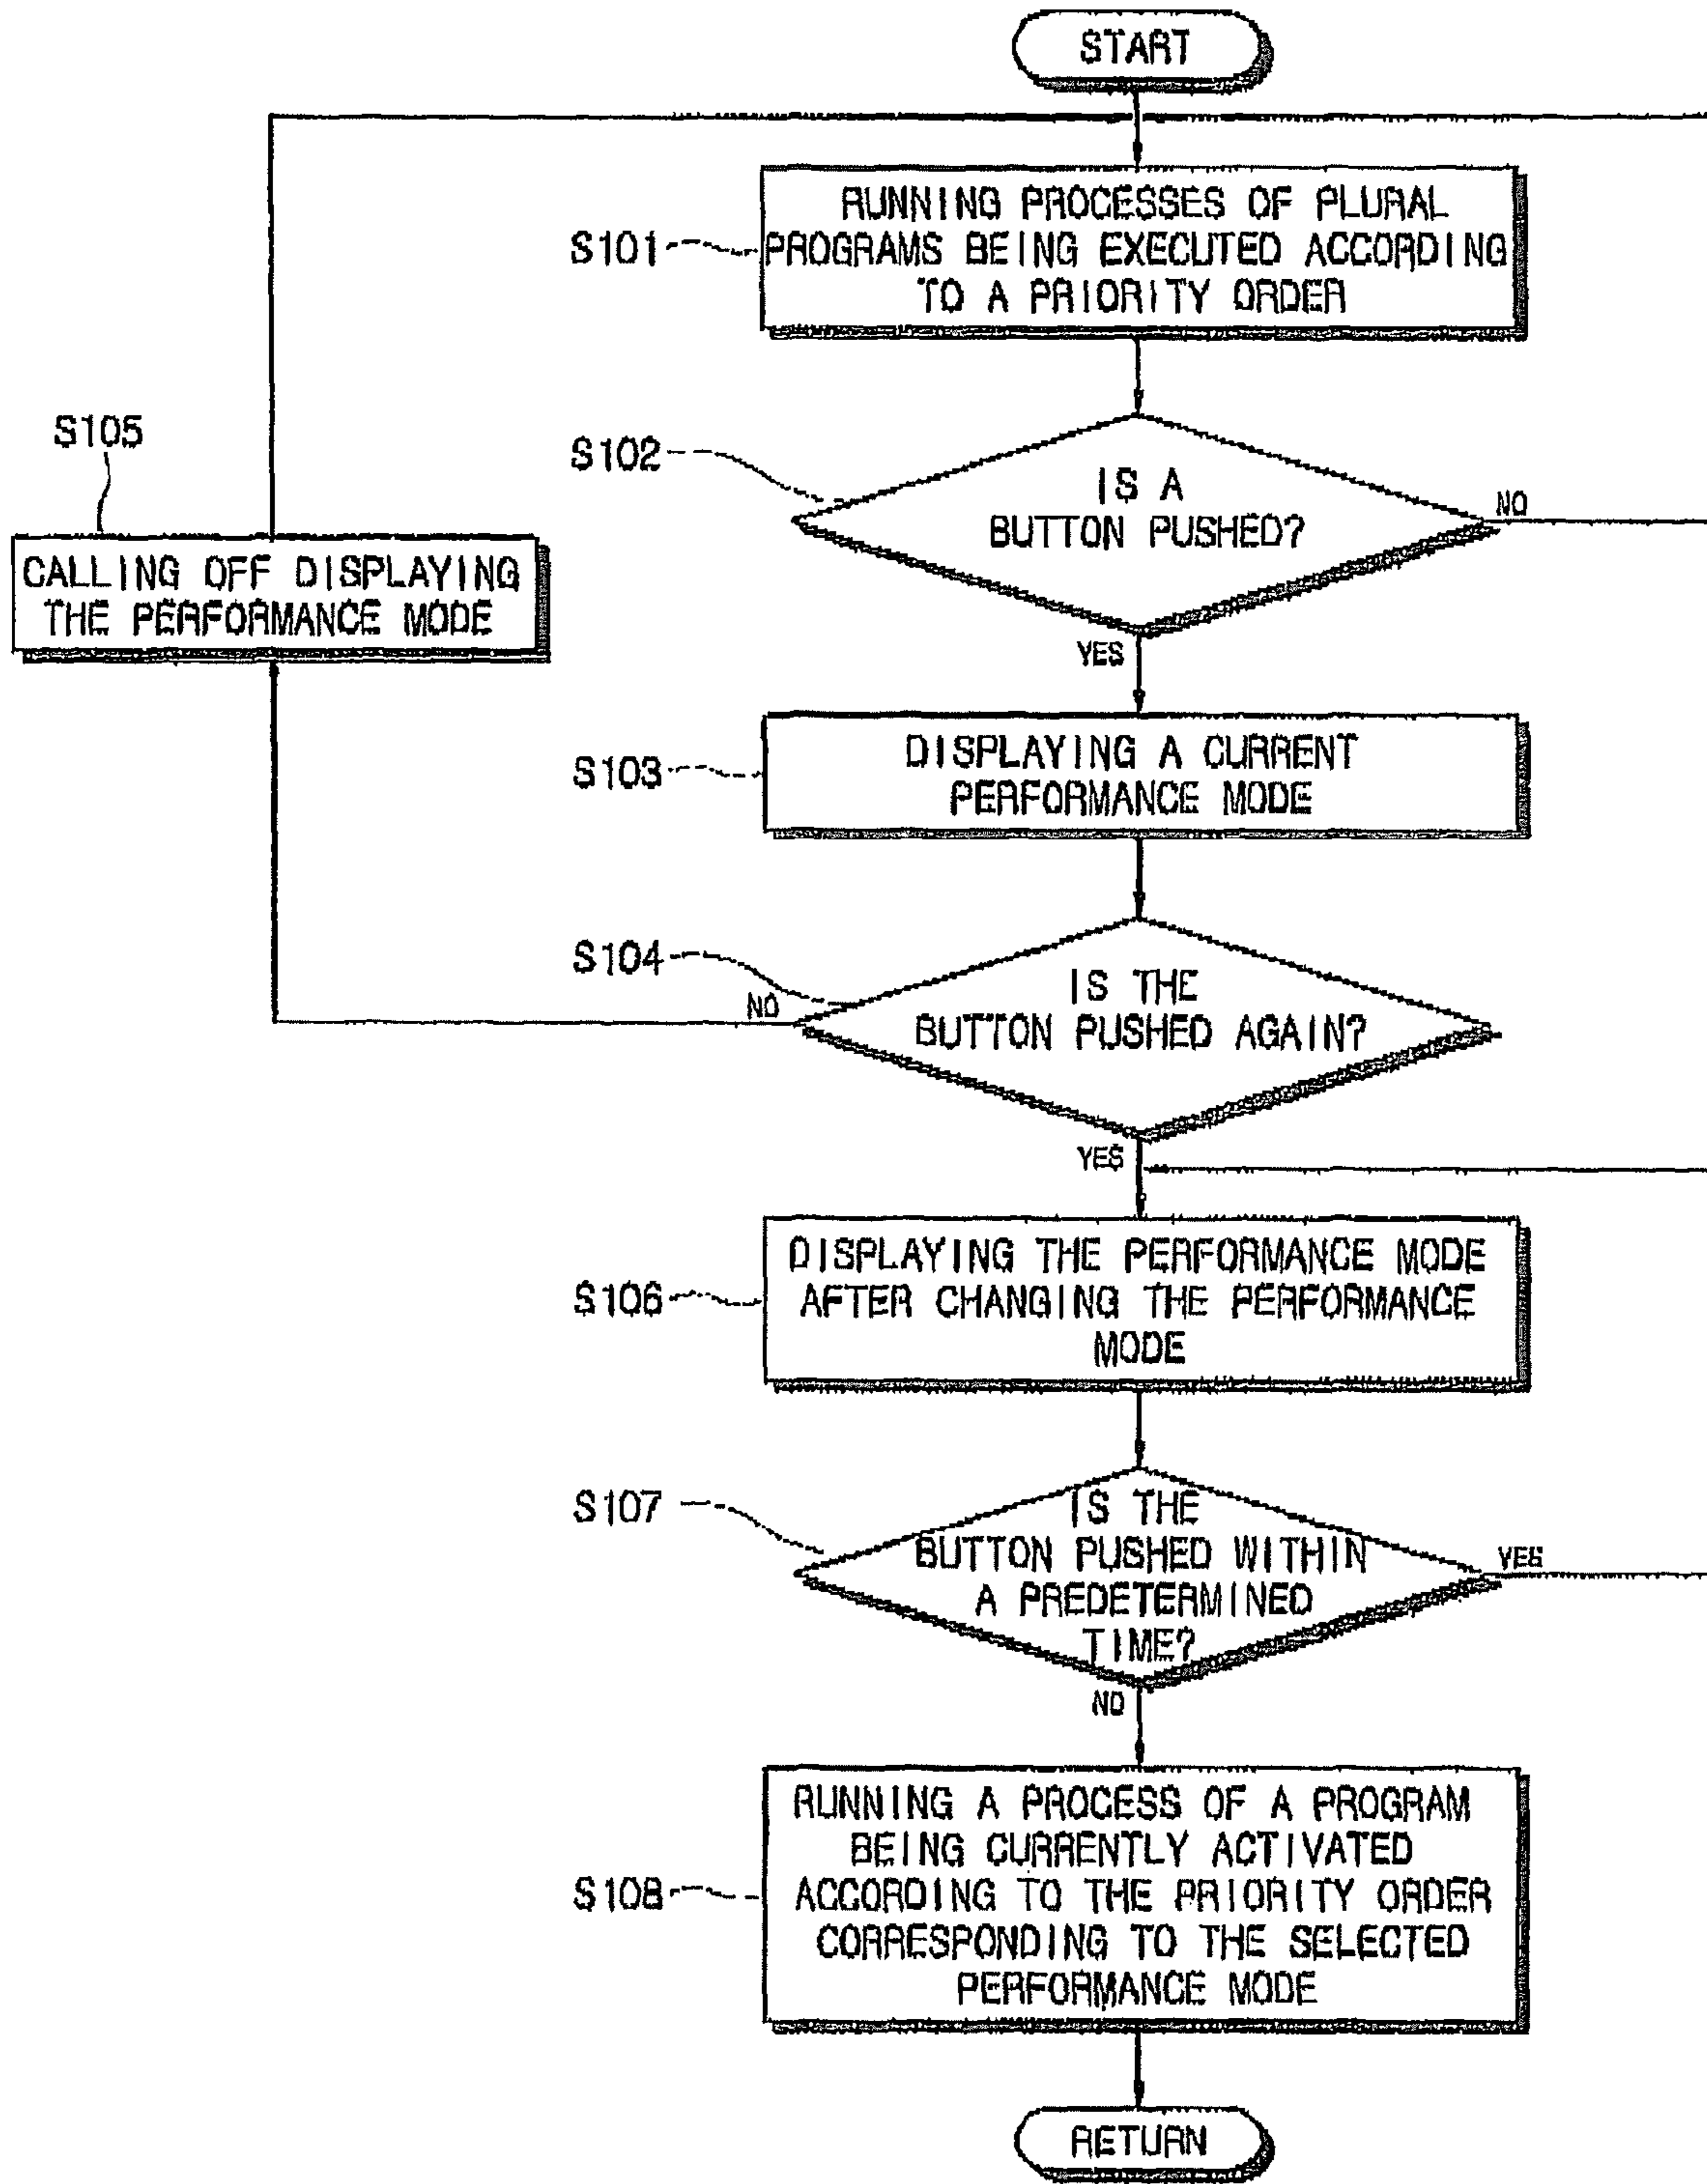 START
RUNNING PROCESSES OF PLURAL
S101
PROGRAMS BEING EXECUTED ACCORDING
TO A PRIORITY ORDER
S102
IS A
BUTTON PUSHED?
NO
YES
S105
CALLING OFF DISPLAYING
THE PERFORMANCE MODE
S103
DISPLAYING A CURRENT
PERFORMANCE MODE
S104
IS THE
BUTTON PUSHED AGAIN?
NO
YES
S106
DISPLAYING THE PERFORMANCE MODE
AFTER CHANGING THE PERFORMANCE
MODE
S107
IS THE
BUTTON PUSHED WITHIN
A PREDETERMINED
TIME?
YES
NO
S108
RUNNING A PROCESS OF A PROGRAM
BEING CURRENTLY ACTIVATED
ACCORDING TO THE PRIORITY ORDER
CORRESPONDING TO THE SELECTED
PERFORMANCE MODE
RETURN